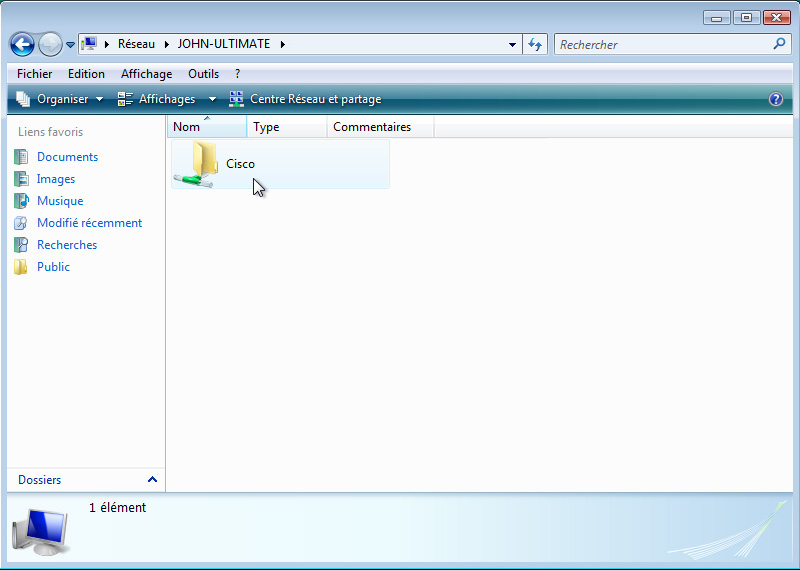 Réseau JOHN-ULTIMATE
Rechercher
Fichier Edition Affichage Outils ?
Organiser Affichages Centre Réseau et partage ?
Liens favoris
Documents
Images
Musique
Modifié récemment
Recherches
Public
Dossiers
Nom Type Commentaires
Cisco
1 élément